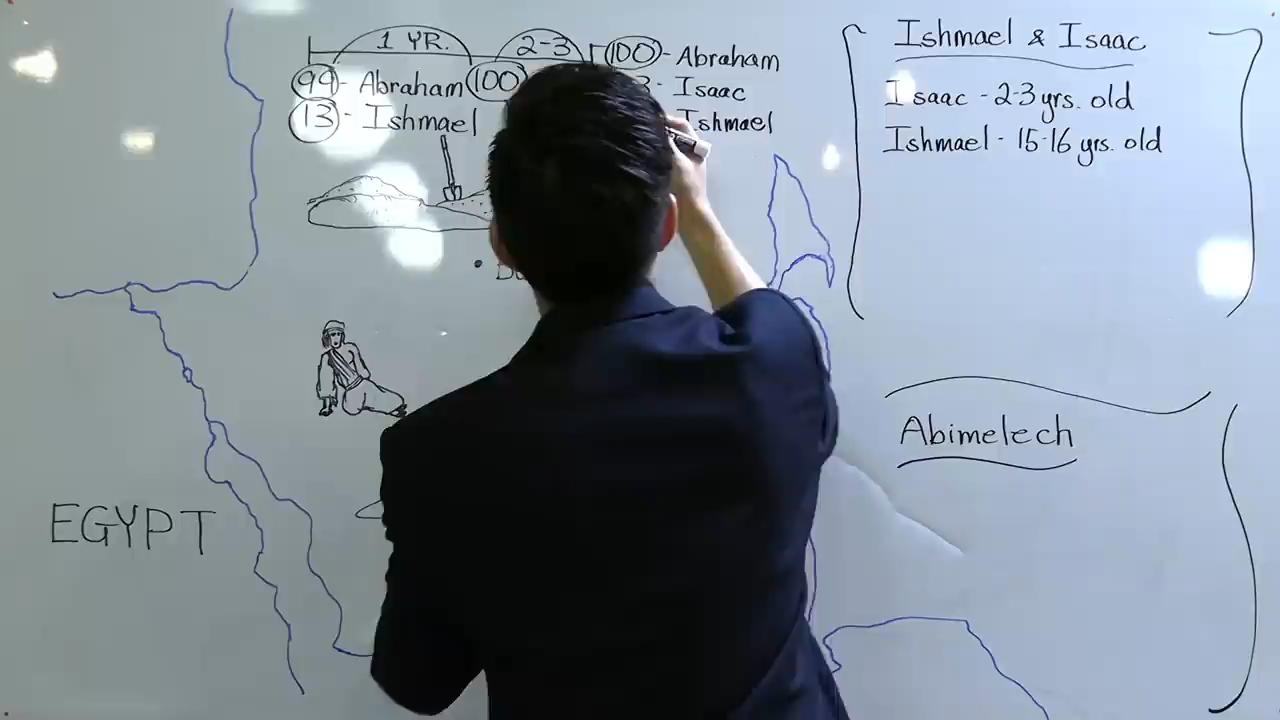 1 YR. 2-3 100 - Abraham
99 - Abraham 100 3 - Isaac
13 - Ishmael Ishmael
Ishmael & Isaac
Isaac - 2-3 yrs. old
Ishmael - 15-16 yrs. old
Abimelech
EGYPT